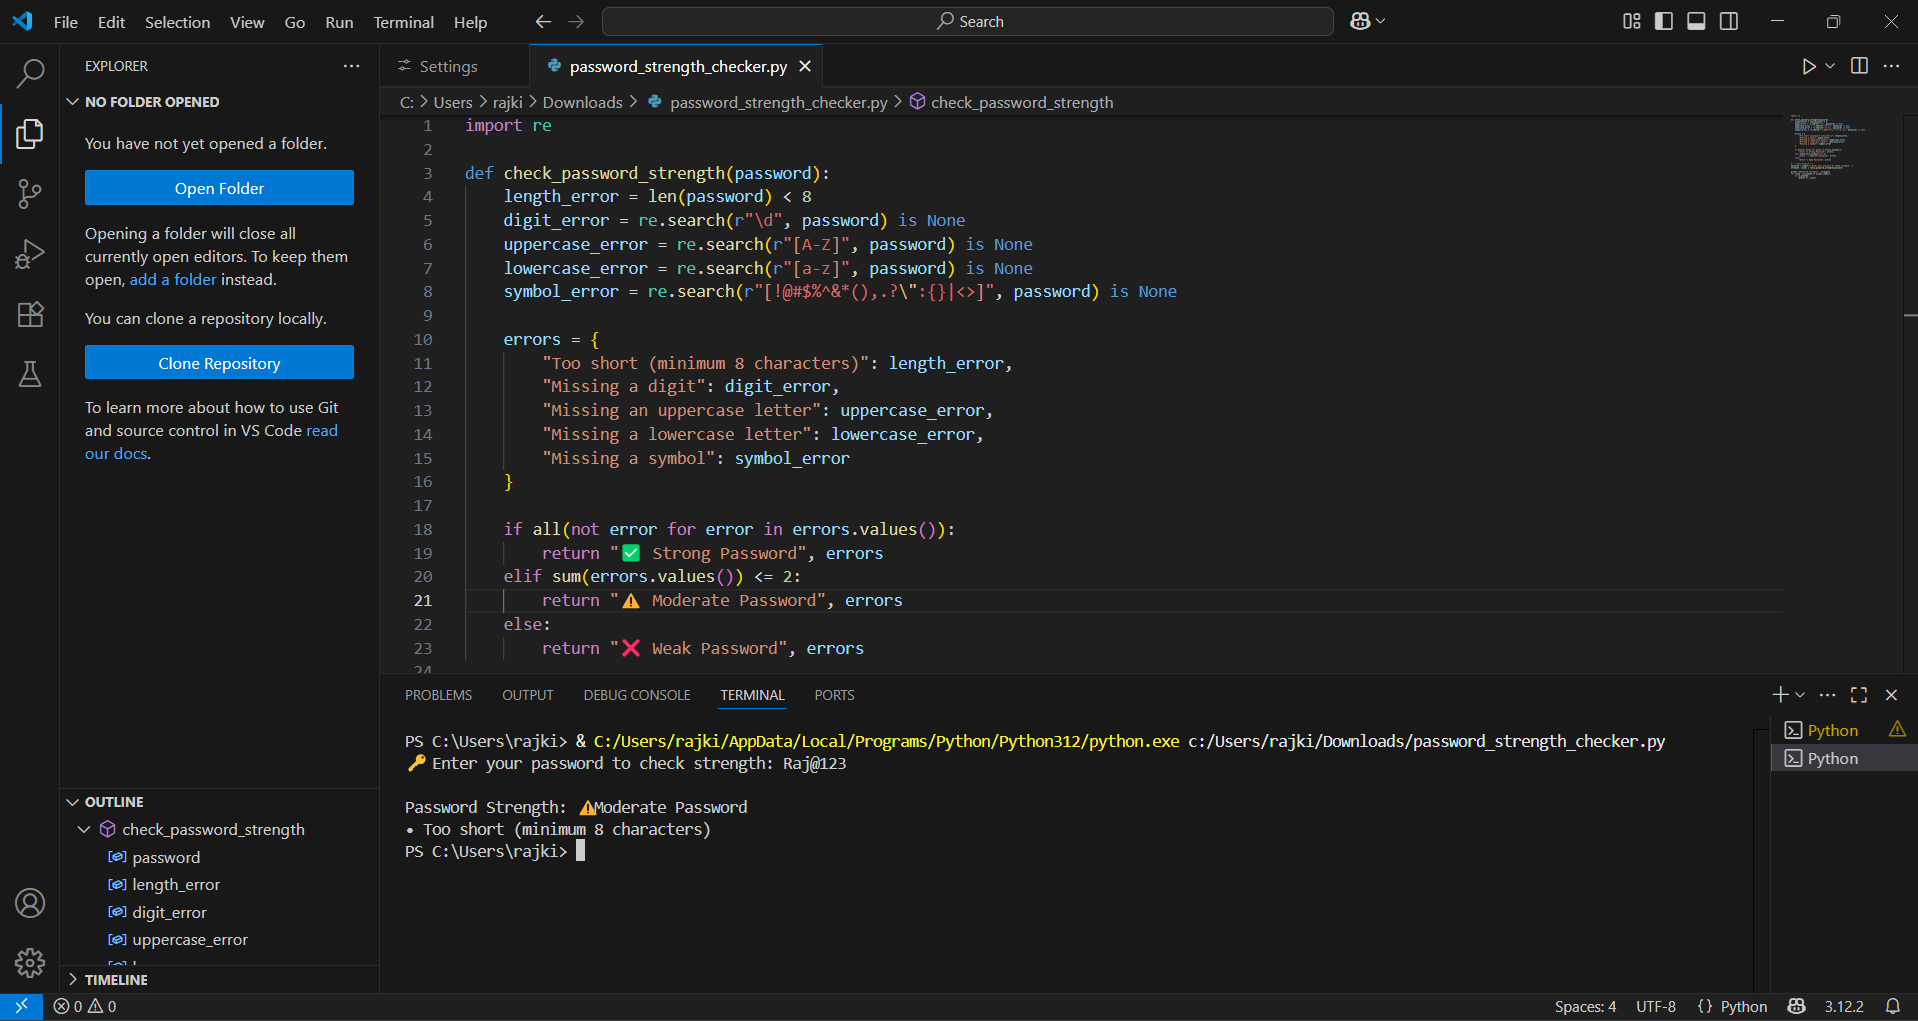 File Edit Selection View Go Run Terminal Help Search
EXPLORER
NO FOLDER OPENED
You have not yet opened a folder.
Open Folder
Opening a folder will close all
currently open editors. To keep them
open, add a folder instead.
You can clone a repository locally.
Clone Repository
To learn more about how to use Git
and source control in VS Code read
our docs.
OUTLINE
check_password_strength
password
length_error
digit_error
uppercase_error
TIMELINE
Settings password_strength_checker.py
C: > Users > rajki > Downloads > password_strength_checker.py > check_password_strength
1 import re
2
3 def check_password_strength(password):
4     length_error = len(password) < 8
5     digit_error = re.search(r"\d", password) is None
6     uppercase_error = re.search(r"[A-Z]", password) is None
7     lowercase_error = re.search(r"[a-z]", password) is None
8     symbol_error = re.search(r"[!@#$%^&*(),.?\":{}|<>]", password) is None
9
10     errors = {
11         "Too short (minimum 8 characters)": length_error,
12         "Missing a digit": digit_error,
13         "Missing an uppercase letter": uppercase_error,
14         "Missing a lowercase letter": lowercase_error,
15         "Missing a symbol": symbol_error
16     }
17
18     if all(not error for error in errors.values()):
19         return "✅ Strong Password", errors
20     elif sum(errors.values()) <= 2:
21         return "⚠️ Moderate Password", errors
22     else:
23         return "❌ Weak Password", errors
24
PROBLEMS OUTPUT DEBUG CONSOLE TERMINAL PORTS
PS C:\Users\rajki> & C:/Users/rajki/AppData/Local/Programs/Python/Python312/python.exe c:/Users/rajki/Downloads/password_strength_checker.py
🔑 Enter your password to check strength: Raj@123
Password Strength: ⚠️Moderate Password
• Too short (minimum 8 characters)
PS C:\Users\rajki>
Python
Python
0 0 Spaces: 4 UTF-8 {} Python 3.12.2